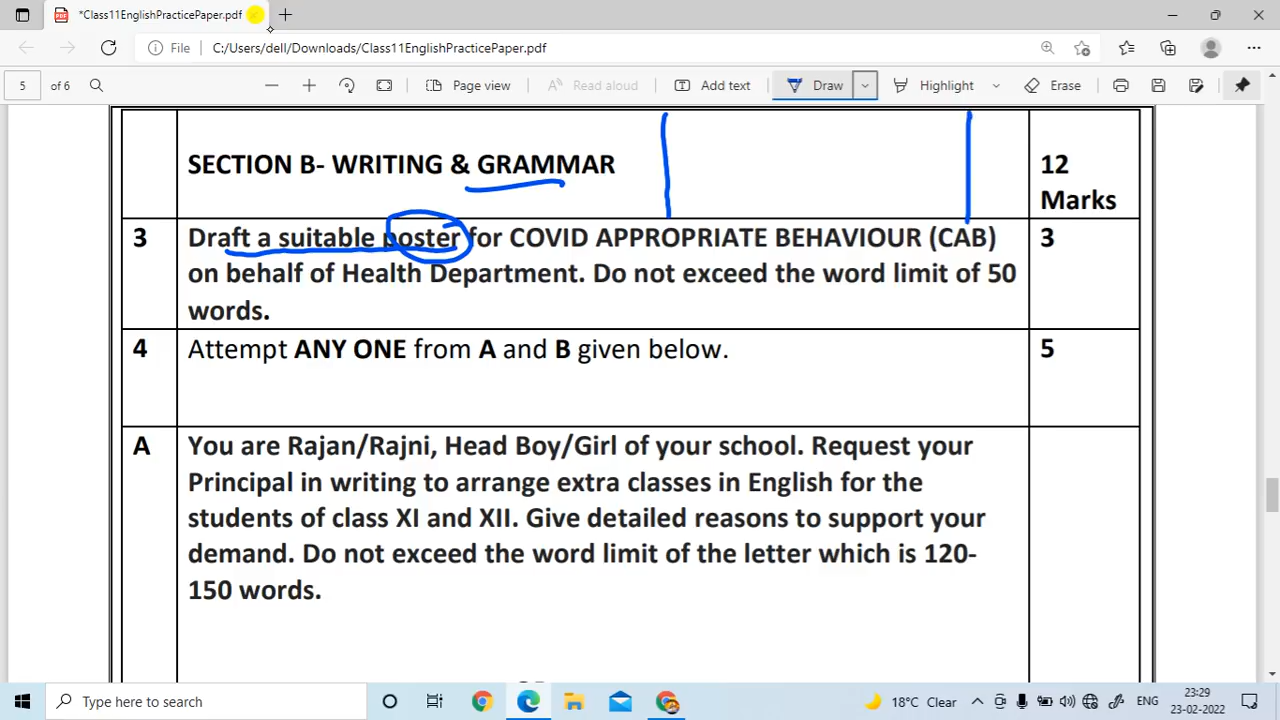 *Class11EnglishPracticePaper.pdf
File
C:/Users/dell/Downloads/Class11EnglishPracticePaper.pdf
5 of 6
Page view
Read aloud
Add text
Draw
Highlight
Erase
SECTION B- WRITING & GRAMMAR
12 Marks
3
Draft a suitable poster for COVID APPROPRIATE BEHAVIOUR (CAB)
on behalf of Health Department. Do not exceed the word limit of 50
words.
3
4
Attempt ANY ONE from A and B given below.
5
A
You are Rajan/Rajni, Head Boy/Girl of your school. Request your
Principal in writing to arrange extra classes in English for the
students of class XI and XII. Give detailed reasons to support your
demand. Do not exceed the word limit of the letter which is 120-
150 words.
Type here to search
18°C Clear
ENG
23:29
23-02-2022